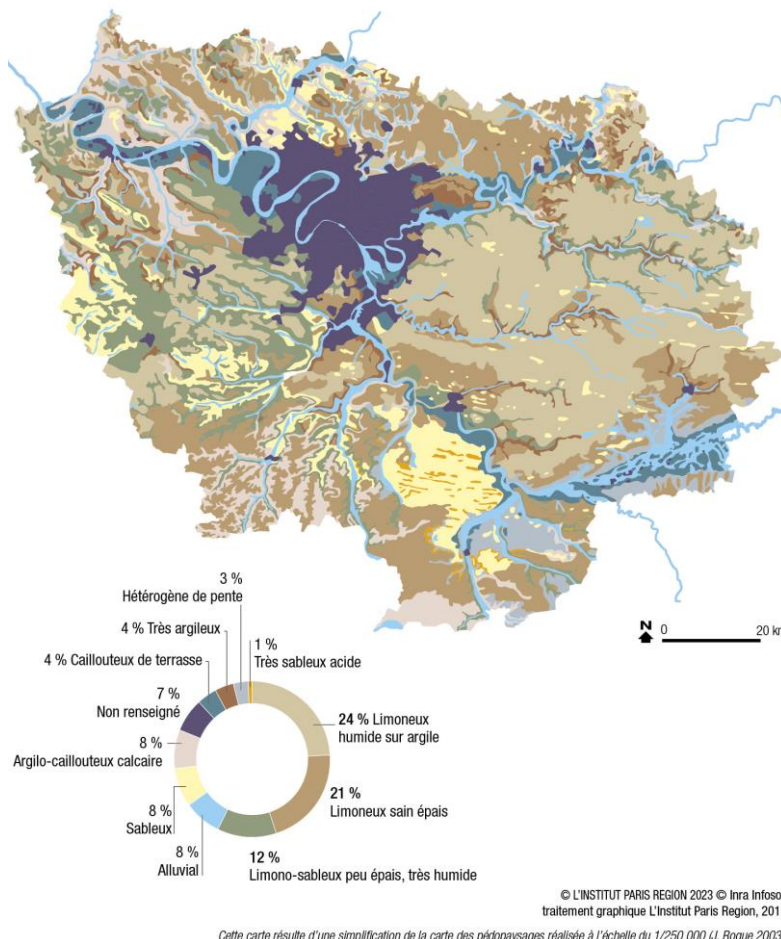 3 %
Hétérogène de pente
4 % Très argileux
1 %
Très sableux acide
4 % Caillouteux de terrasse
7 %
Non renseigné
24 % Limoneux
humide sur argile
8 %
Argilo-caillouteux calcaire
21 %
Limoneux sain épais
8 %
Sableux
8 %
Alluvial
12 %
Limono-sableux peu épais, très humide
N
0 20 km
© L'INSTITUT PARIS REGION 2023 © Inra Infoso
traitement graphique L'Institut Paris Region, 201
Cette carte résulte d'une simplification de la carte des pédopaysages réalisée à l'échelle du 1/250 000 (J. Roque 2003